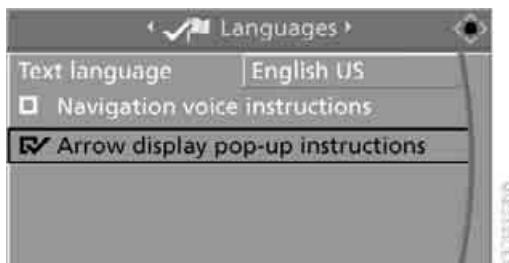 Languages
Text language English US
Navigation voice instructions
Arrow display pop-up instructions